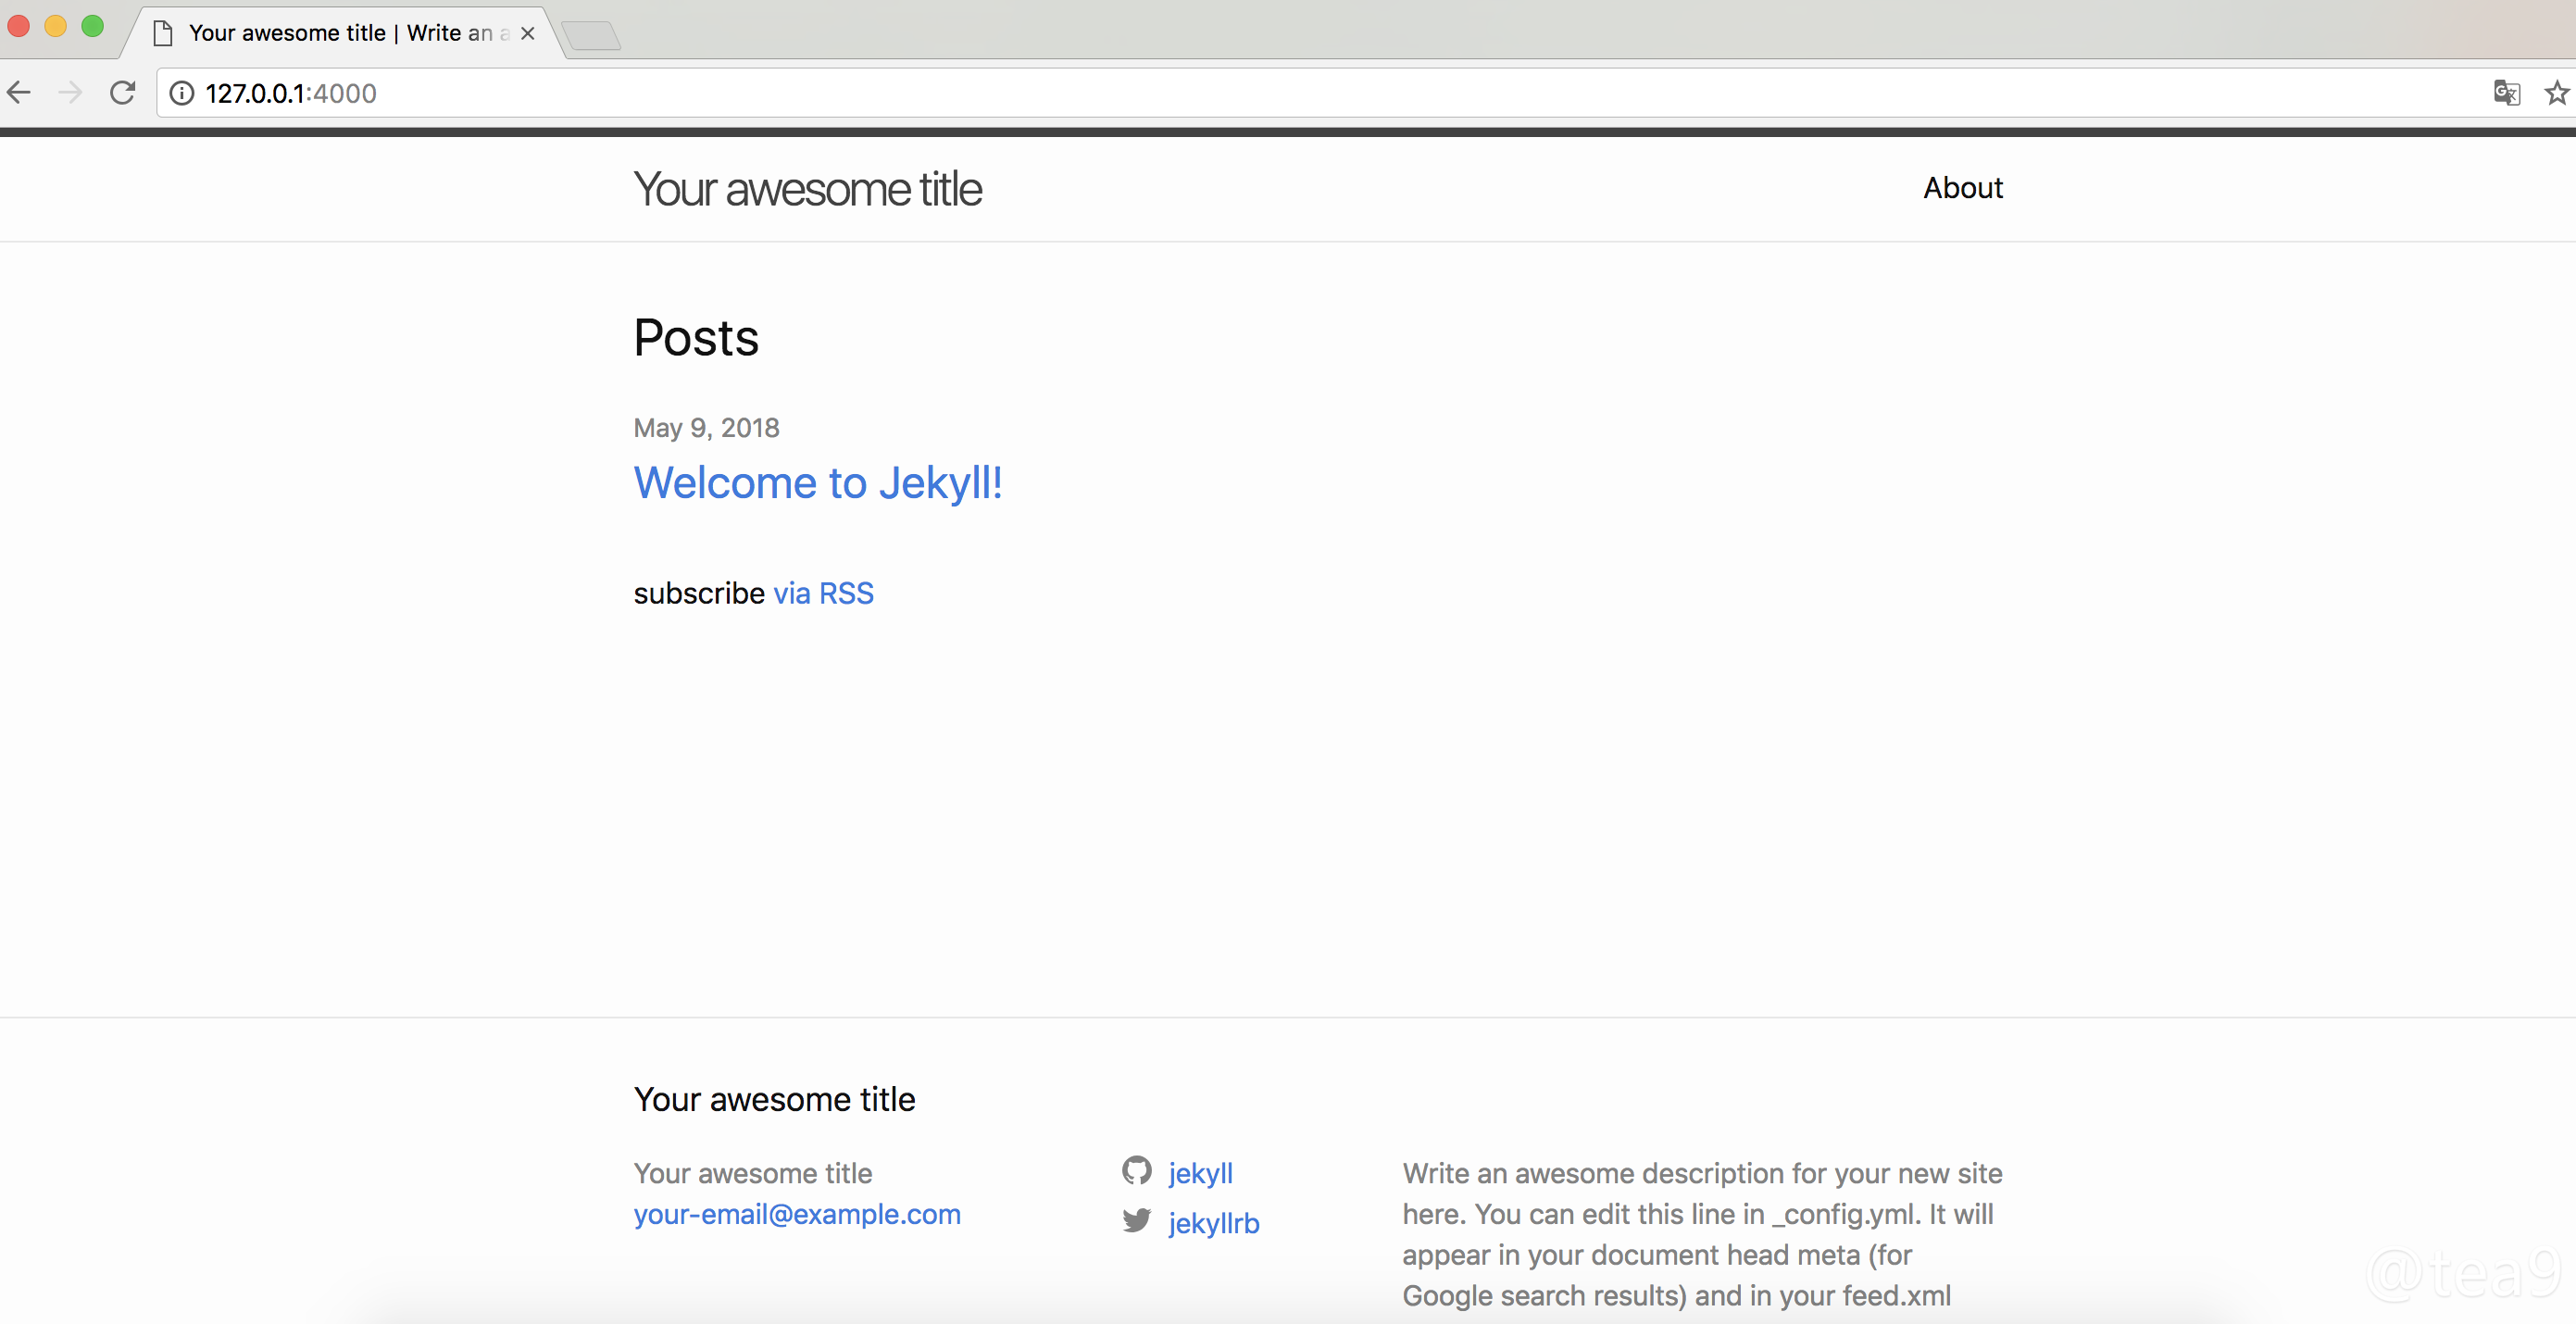 Your awesome title | Write an a
127.0.0.1:4000
Your awesome title
About
Posts
May 9, 2018
Welcome to Jekyll!
subscribe via RSS
Your awesome title
Your awesome title
your-email@example.com
jekyll
jekyllrb
Write an awesome description for your new site
here. You can edit this line in _config.yml. It will
appear in your document head meta (for
Google search results) and in your feed.xml
@tea9